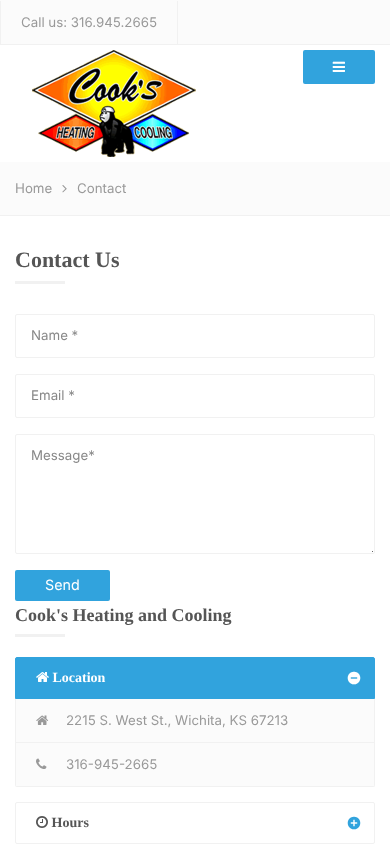 Call us: 316.945.2665
Cook's
HEATING COOLING
Home > Contact
Contact Us
Name *
Email *
Message*
Send
Cook's Heating and Cooling
Location
2215 S. West St., Wichita, KS 67213
316-945-2665
Hours